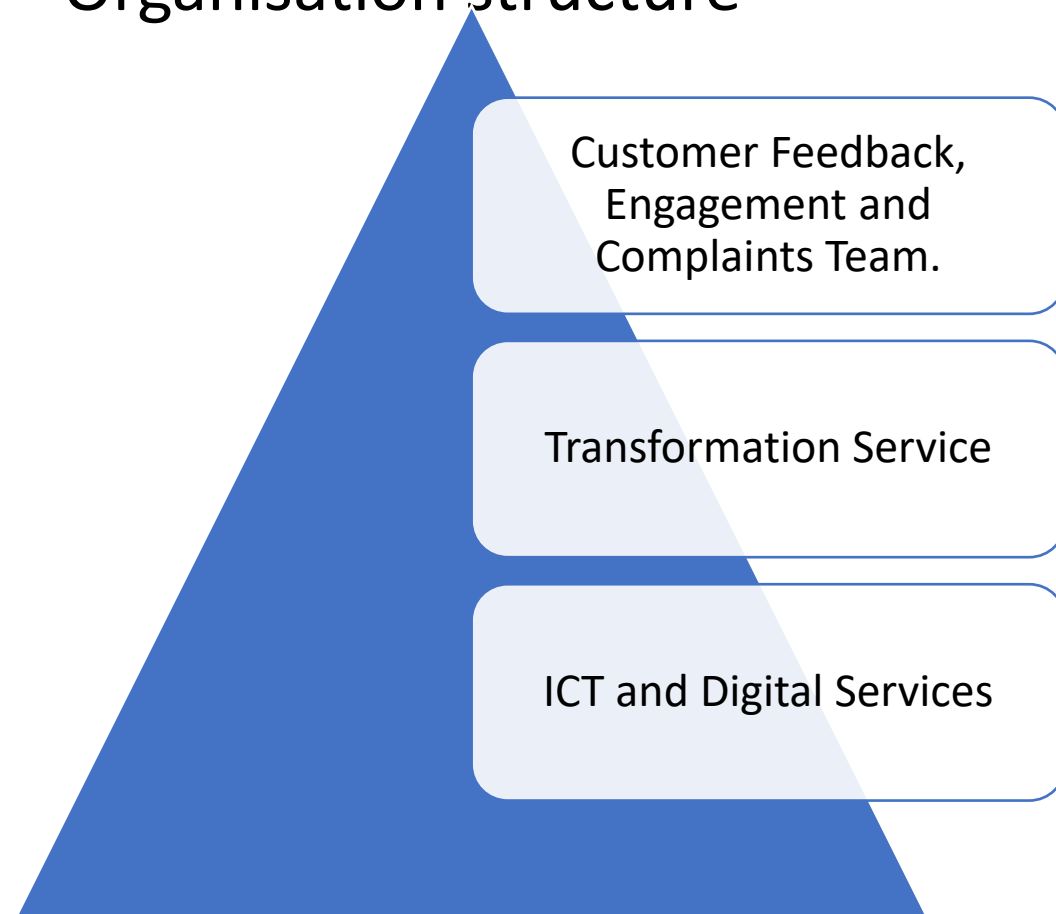 Organisation structure
Customer Feedback,
Engagement and
Complaints Team.
Transformation Service
ICT and Digital Services